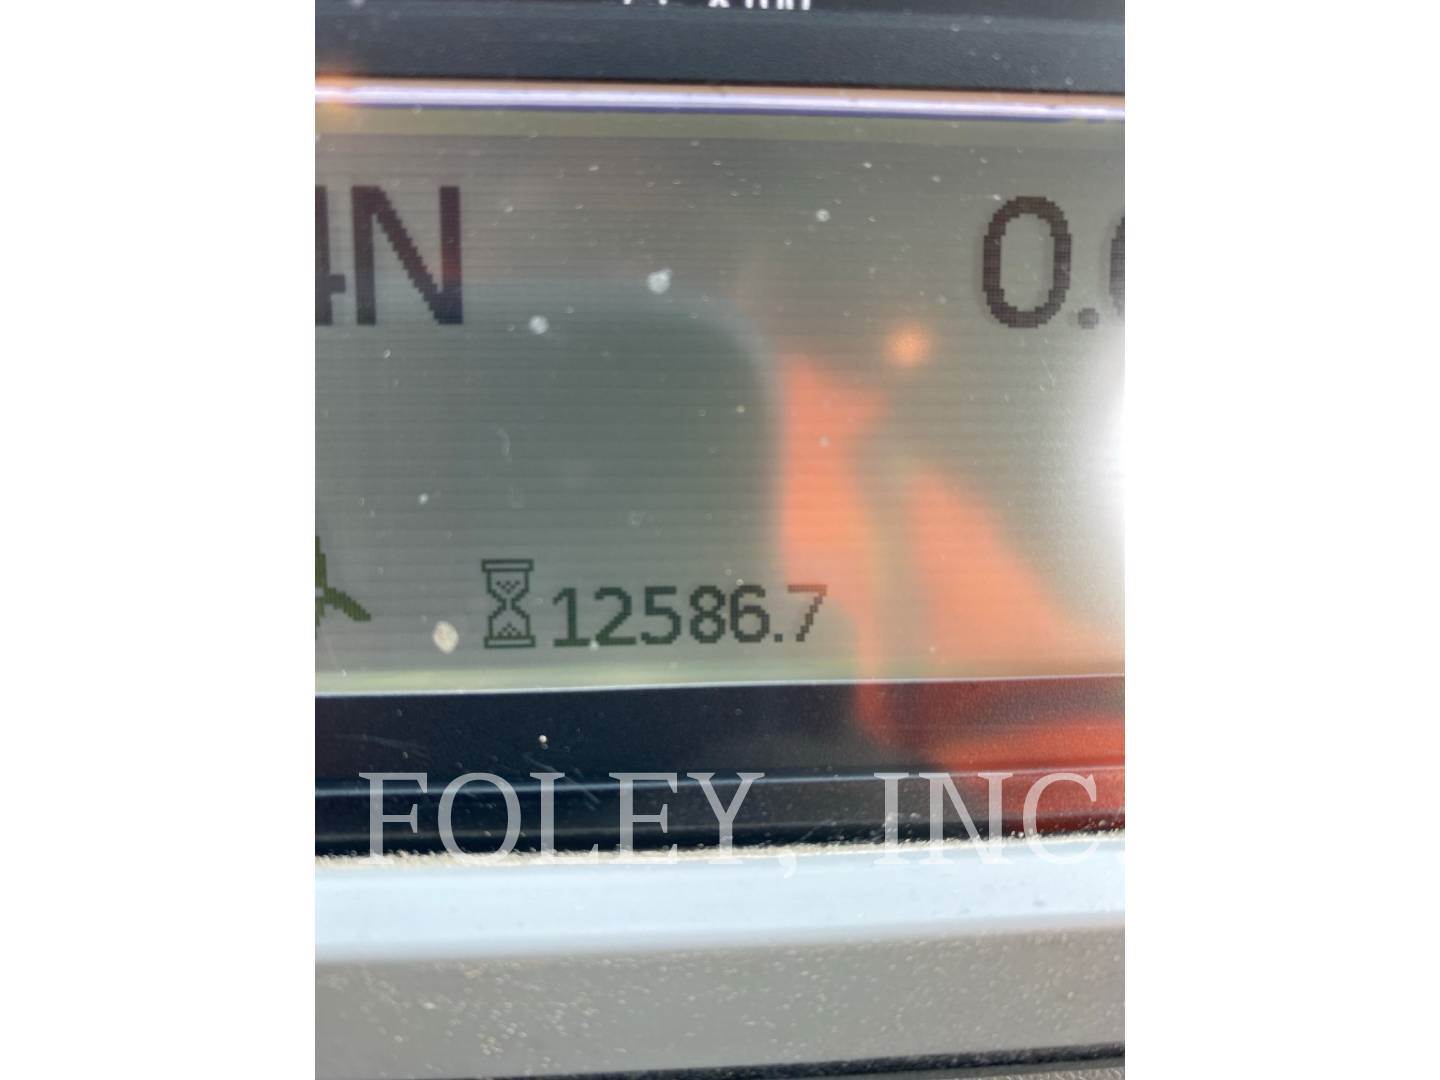 4N 0.
12586.7
FOLEY, INC.